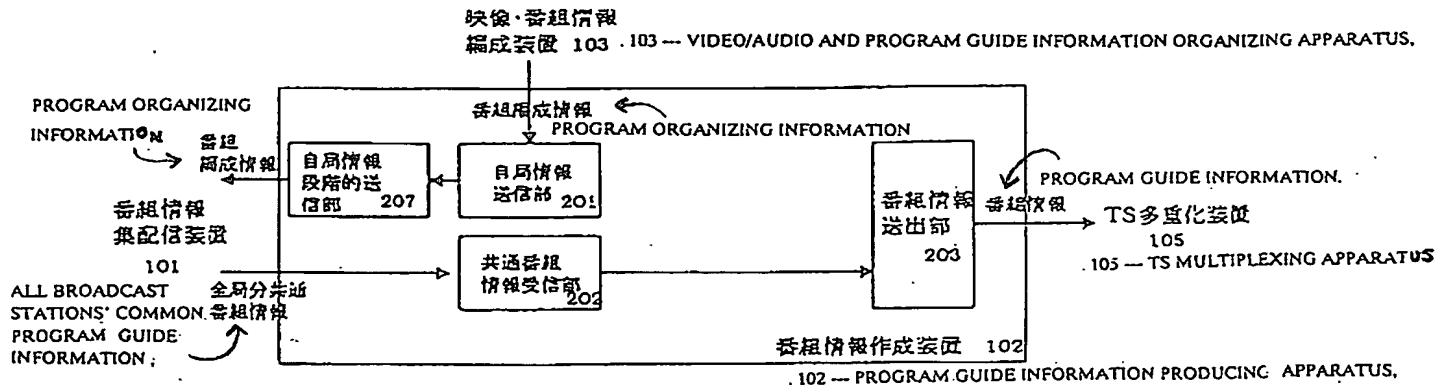 映像・番組情報
編成装置 103
.103 — VIDEO/AUDIO AND PROGRAM GUIDE INFORMATION ORGANIZING APPARATUS,
PROGRAM ORGANIZING
INFORMATION
番組
編成情報
番組編成情報
PROGRAM ORGANIZING INFORMATION
自局情報
段階的送
信部 207
自局情報
送信部 201
番組情報
送出部
203
PROGRAM GUIDE INFORMATION.
番組情報
TS多重化装置
105
.105 — TS MULTIPLEXING APPARATUS
番組情報
集配信装置
101
共通番組
情報受信部
202
ALL BROADCAST
STATIONS' COMMON
PROGRAM GUIDE
INFORMATION;
全局分共通
番組情報
番組情報作成装置 102
.102 — PROGRAM GUIDE INFORMATION PRODUCING APPARATUS,